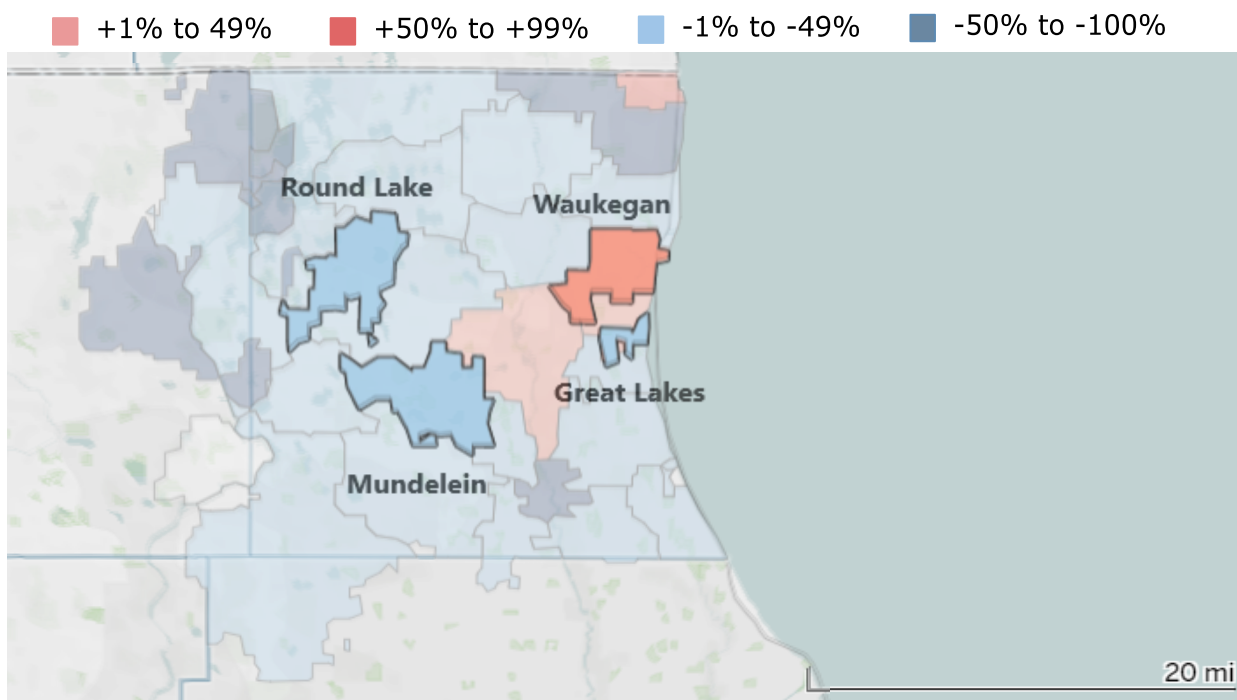 +1% to 49% +50% to +99% -1% to -49% -50% to -100%
Round Lake
Waukegan
Great Lakes
Mundelein
20 mi